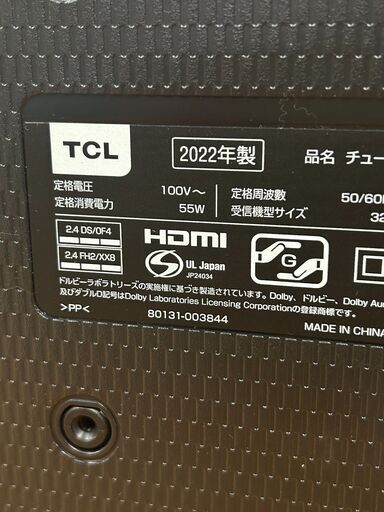 TCL
2022年製
品名 チュー
定格電圧 100V～ 定格周波数 50/60
定格消費電力 55W 受信機型サイズ 32
2.4 DS/OF4
2.4 FH2/XX8
HDMI
UL Japan
JP24034
G
ドルビーラボラトリーズの実施権に基づき製造されています。Dolby、ドルビー、Dolby Au
及びダブルD記号はDolby Laboratories Licensing Corporationの登録商標です。
>PP<
80131-003844
MADE IN CHINA